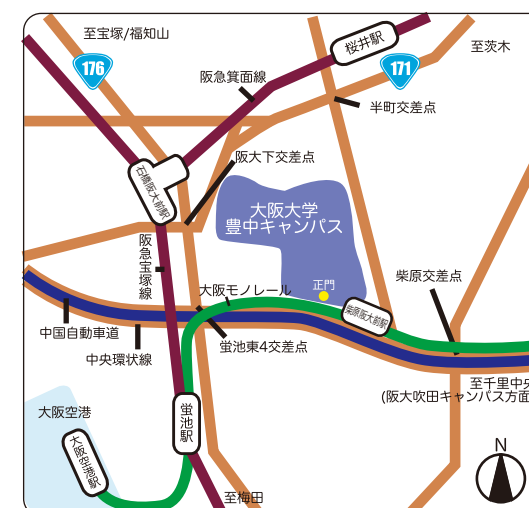 至宝塚/福知山
176
桜井駅
至茨木
阪急箕面線
171
半町交差点
阪大下交差点
石橋阪大前駅
大阪大学
豊中キャンパス
阪急宝塚線
正門
柴原交差点
大阪モノレール
柴原阪大前駅
中国自動車道
蛍池東4交差点
中央環状線
至千里中央
(阪大吹田キャンパス方面
大阪空港
蛍池駅
大阪空港駅
至梅田
N